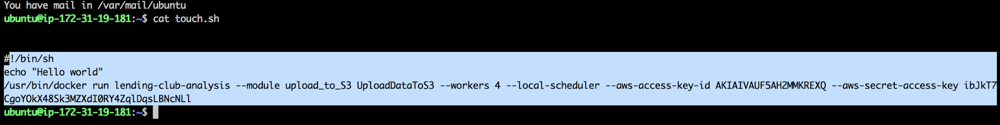 You have mail in /var/mail/ubuntu
ubuntu@ip-172-31-19-181:~$ cat touch.sh
#!/bin/sh
echo "Hello world"
/usr/bin/docker run lending-club-analysis --module upload_to_S3 UploadDataToS3 --workers 4 --local-scheduler --aws-access-key-id AKIAIVAUF5AH2MMKREXQ --aws-secret-access-key ibJkT7
CgoYOkX48Sk3MZXdI0RY4ZqlDqsLBNcNLl
ubuntu@ip-172-31-19-181:~$